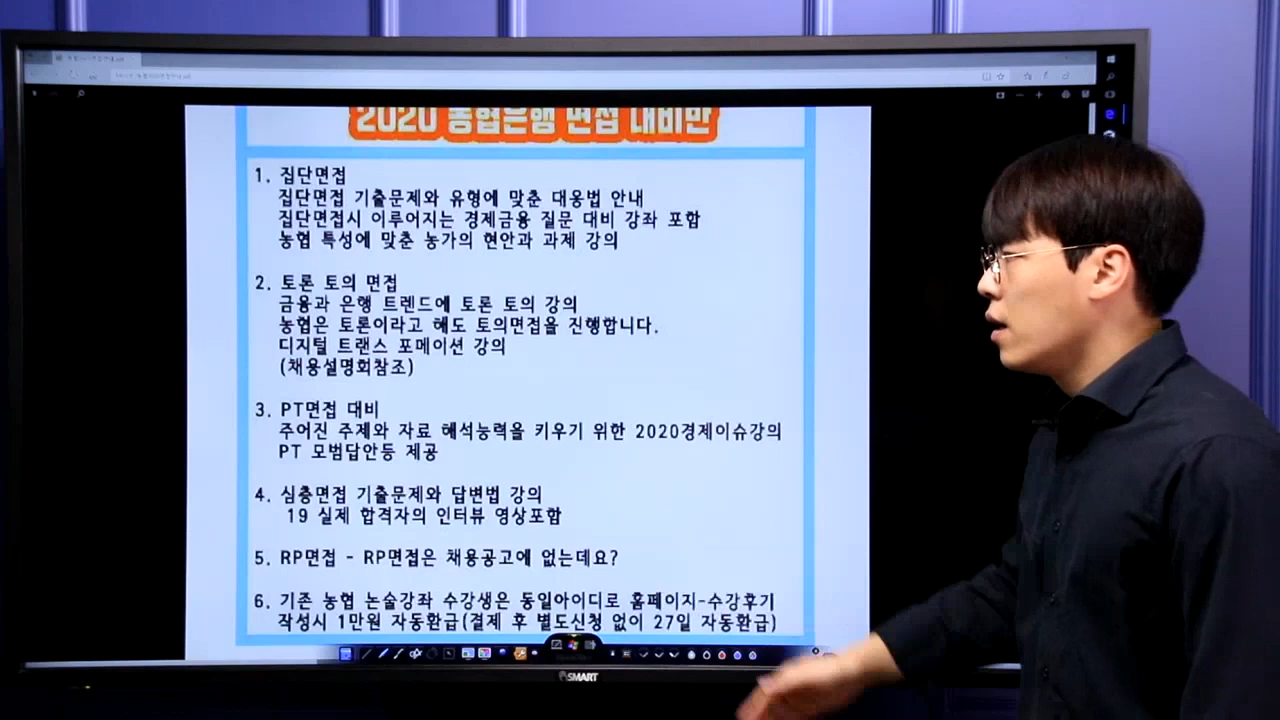 2020 농협은행 면접 대비반
1. 집단면접
집단면접 기출문제와 유형에 맞춘 대응법 안내
집단면접시 이루어지는 경제금융 질문 대비 강좌 포함
농협 특성에 맞춘 농가의 현안과 과제 강의
2. 토론 토의 면접
금융과 은행 트렌드에 토론 토의 강의
농협은 토론이라고 해도 토의면접을 진행합니다.
디지털 트랜스 포메이션 강의
(채용설명회참조)
3. PT면접 대비
주어진 주제와 자료 해석능력을 키우기 위한 2020경제이슈강의
PT 모범답안등 제공
4. 심층면접 기출문제와 답변법 강의
19 실제 합격자의 인터뷰 영상포함
5. RP면접 - RP면접은 채용공고에 없는데요?
6. 기존 농협 논술강좌 수강생은 동일아이디로 홈페이지-수강후기
작성시 1만원 자동환급(결제 후 별도신청 없이 27일 자동환급)
SMART